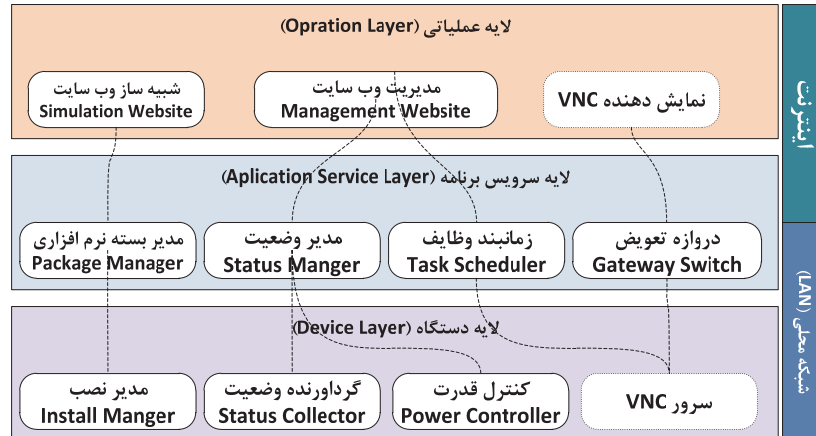 لایه عملیاتی (Opration Layer)
نمایش دهنده VNC
مدیریت وب سایت
Management Website
شبیه ساز وب سایت
Simulation Website
لایه سرویس برنامه (Aplication Service Layer)
دروازه تعویض
Gateway Switch
زمانبند وظایف
Task Scheduler
مدیر وضعیت
Status Manger
مدیر بسته نرم افزاری
Package Manager
لایه دستگاه (Device Layer)
سرور VNC
کنترل قدرت
Power Controller
گرداورنده وضعیت
Status Collector
مدیر نصب
Install Manger
اینترنت
شبکه محلی (LAN)